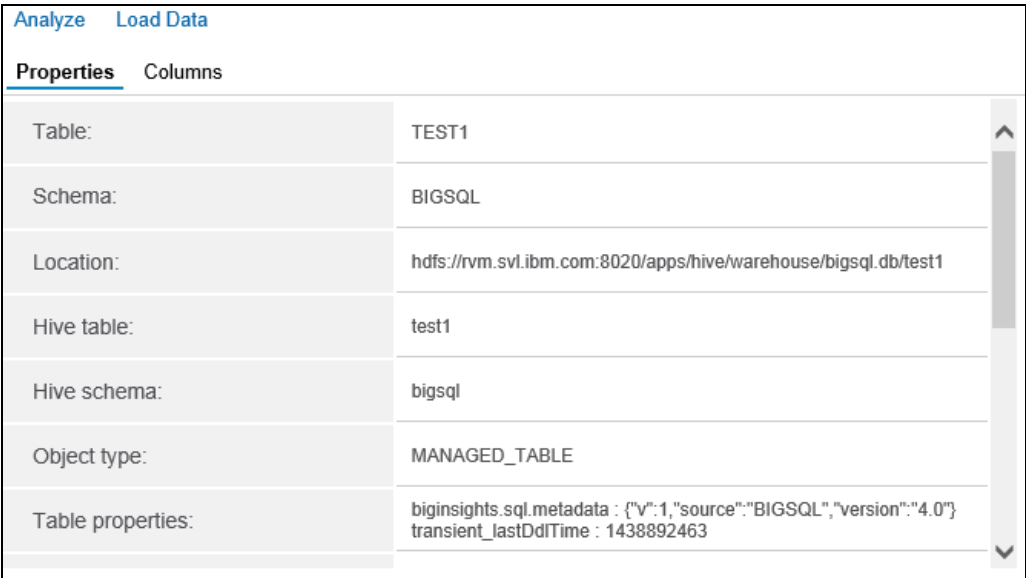 Analyze Load Data
Properties Columns
Table: TEST1
Schema: BIGSQL
Location: hdfs://rvm.svl.ibm.com:8020/apps/hive/warehouse/bigsql.db/test1
Hive table: test1
Hive schema: bigsql
Object type: MANAGED_TABLE
Table properties: biginsights.sql.metadata : {"v":1,"source":"BIGSQL","version":"4.0"}
transient_lastDdlTime : 1438892463